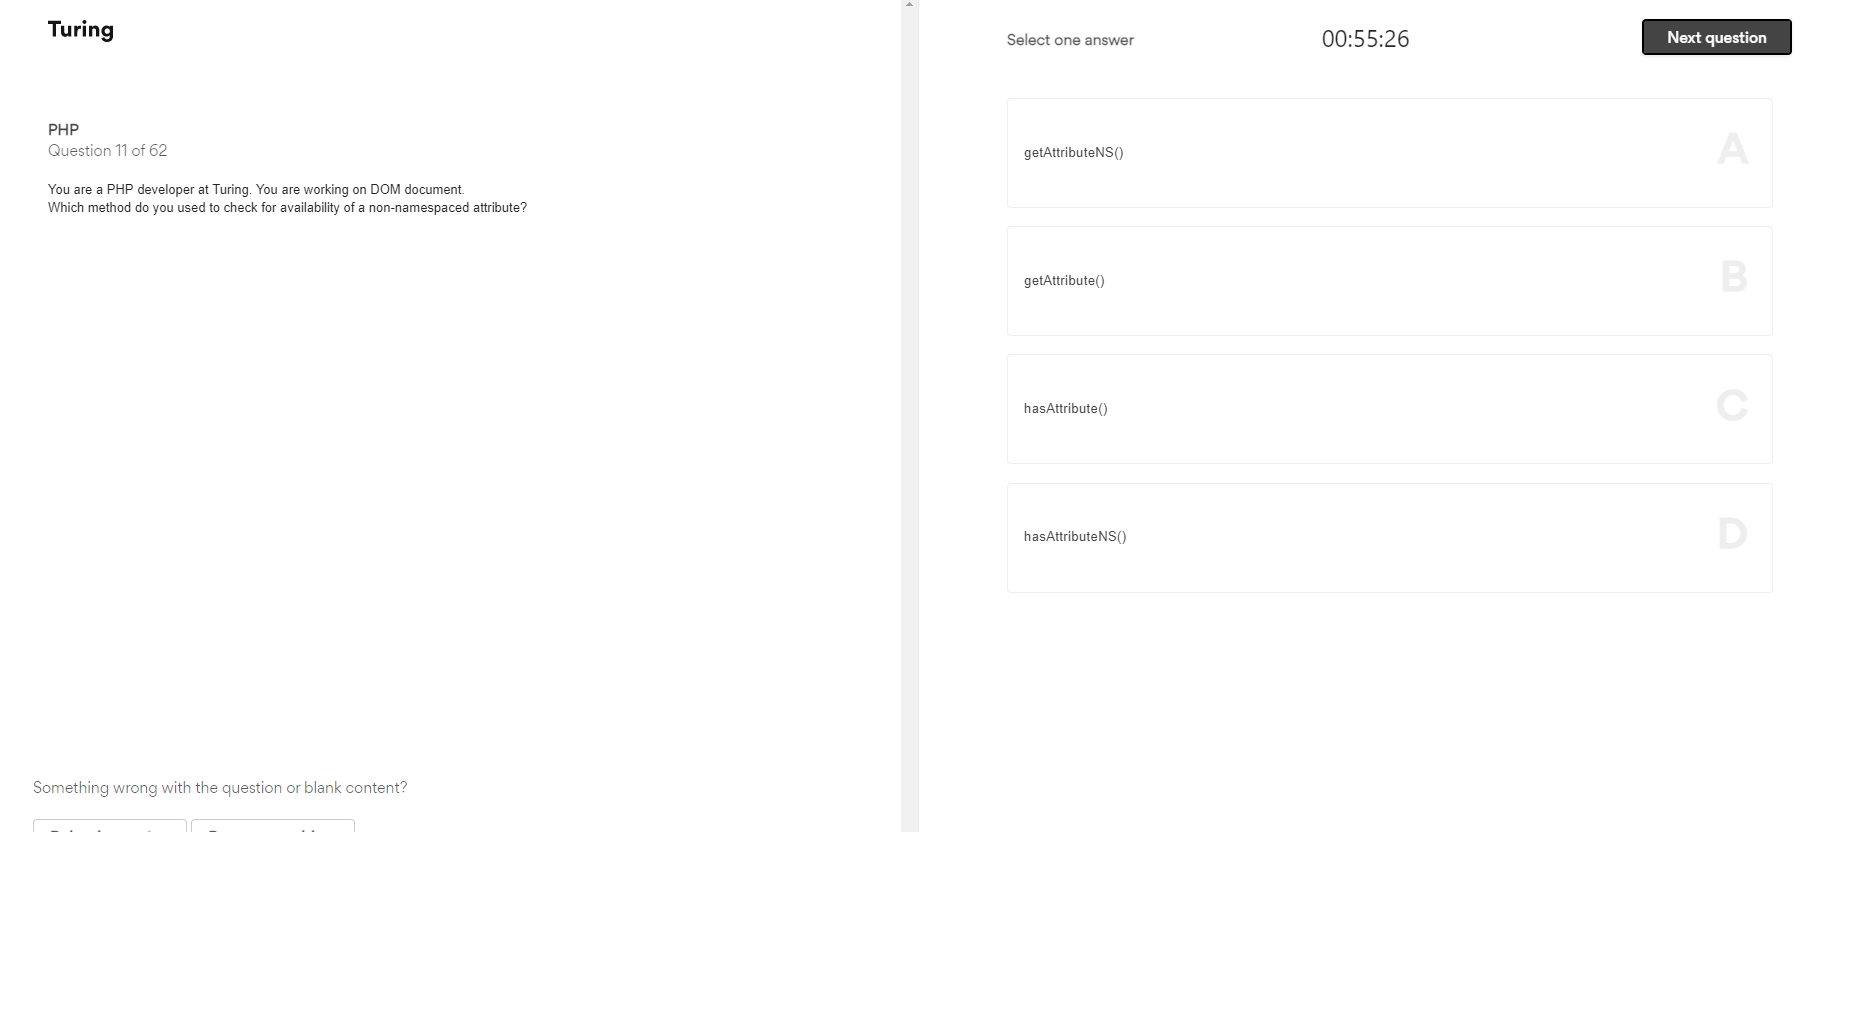 Turing
PHP
Question 11 of 62
You are a PHP developer at Turing. You are working on DOM document.
Which method do you used to check for availability of a non-namespaced attribute?
Something wrong with the question or blank content?
Select one answer
00:55:26
Next question
getAttributeNS()
A
getAttribute()
B
hasAttribute()
C
hasAttributeNS()
D